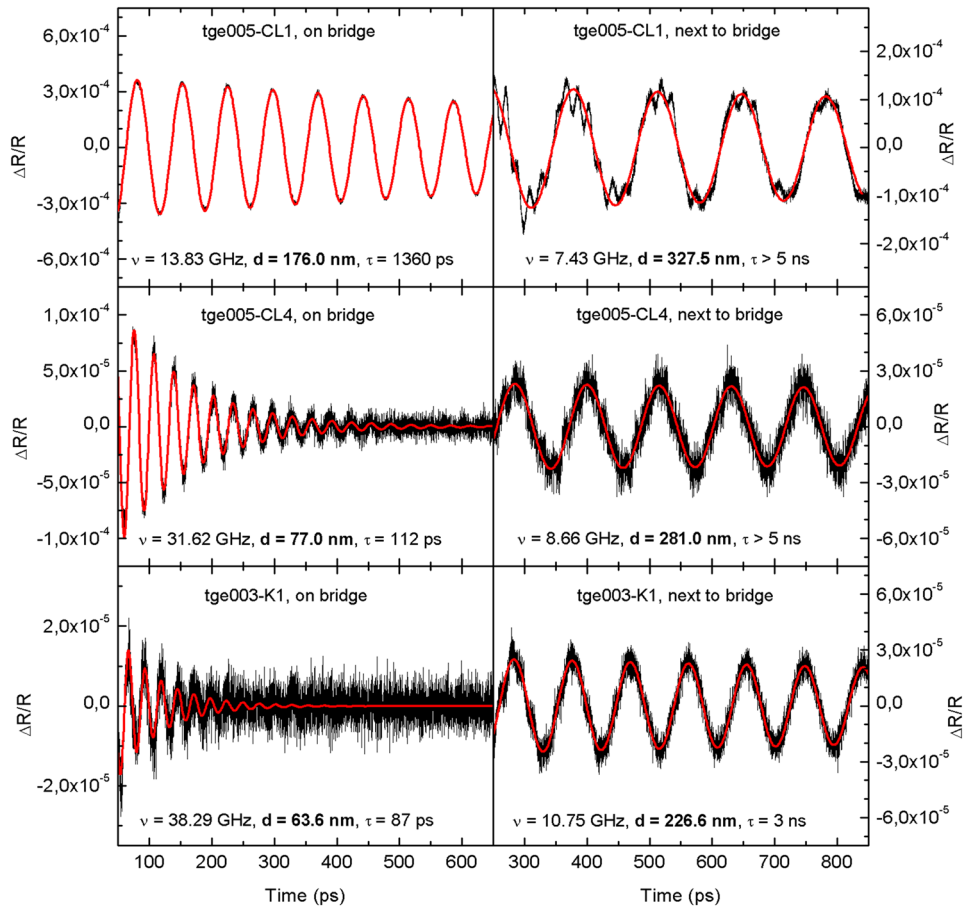 tge005-CL1, on bridge
6,0x10⁻⁴
3,0x10⁻⁴
0,0
-3,0x10⁻⁴
-6,0x10⁻⁴
ΔR/R
ν = 13.83 GHz, d = 176.0 nm, τ = 1360 ps
tge005-CL1, next to bridge
2,0x10⁻⁴
1,0x10⁻⁴
0,0
-1,0x10⁻⁴
-2,0x10⁻⁴
ΔR/R
ν = 7.43 GHz, d = 327.5 nm, τ > 5 ns
tge005-CL4, on bridge
1,0x10⁻⁴
5,0x10⁻⁵
0,0
-5,0x10⁻⁵
-1,0x10⁻⁴
ΔR/R
ν = 31.62 GHz, d = 77.0 nm, τ = 112 ps
tge005-CL4, next to bridge
6,0x10⁻⁵
3,0x10⁻⁵
0,0
-3,0x10⁻⁵
-6,0x10⁻⁵
ΔR/R
ν = 8.66 GHz, d = 281.0 nm, τ > 5 ns
tge003-K1, on bridge
2,0x10⁻⁵
0,0
-2,0x10⁻⁵
ΔR/R
ν = 38.29 GHz, d = 63.6 nm, τ = 87 ps
tge003-K1, next to bridge
6,0x10⁻⁵
3,0x10⁻⁵
0,0
-3,0x10⁻⁵
-6,0x10⁻⁵
ΔR/R
ν = 10.75 GHz, d = 226.6 nm, τ = 3 ns
100 200 300 400 500 600
Time (ps)
300 400 500 600 700 800
Time (ps)